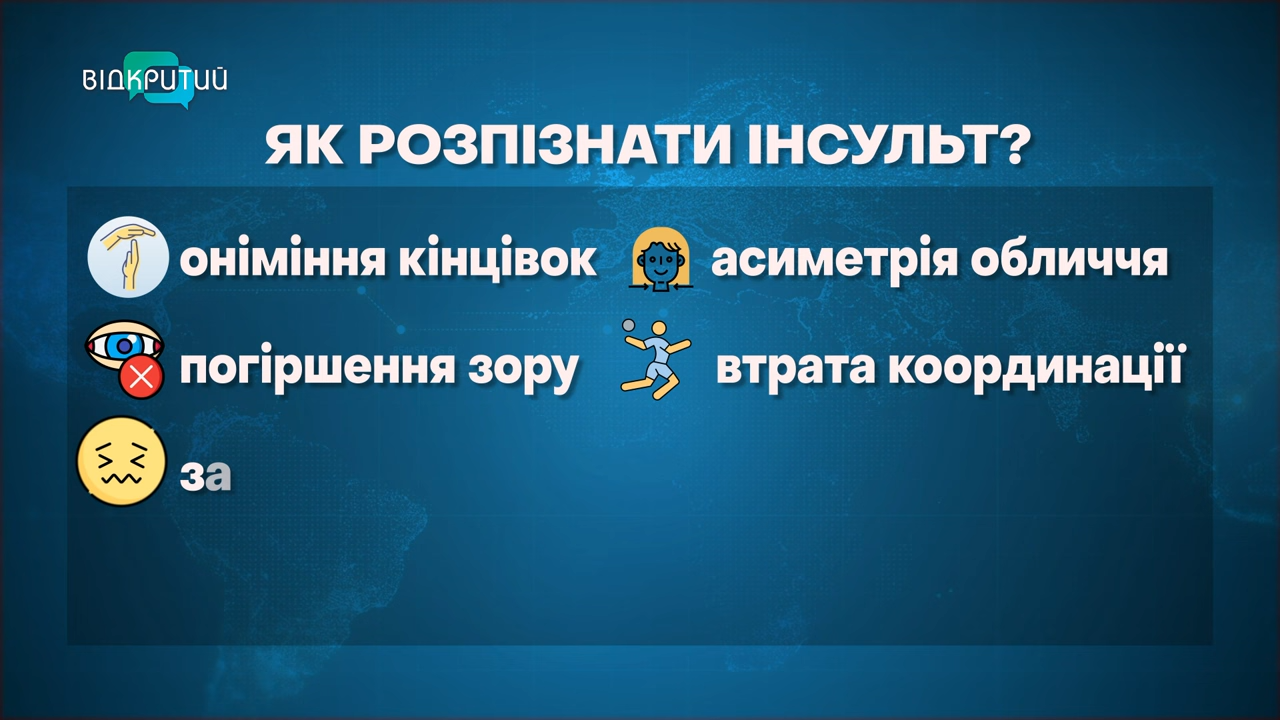 ВІДКРИТИЙ
ЯК РОЗПІЗНАТИ ІНСУЛЬТ?
оніміння кінцівок
асиметрія обличчя
погіршення зору
втрата координації
за